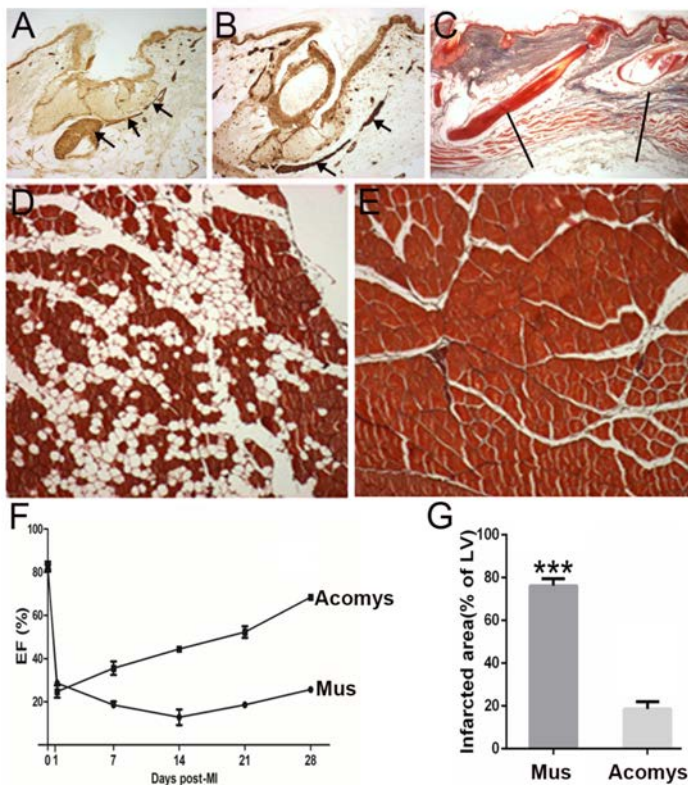 A
B
C
D
E
F
G
100
80
60
40
20
EF (%)
Acomys
Mus
0 1 7 14 21 28
Days post-MI
100
80
60
40
20
0
Infarcted area(% of LV)
***
Mus Acomys